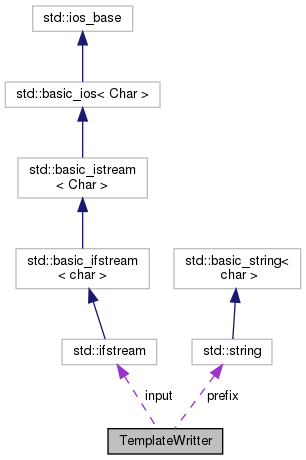 std::ios_base
std::basic_ios< Char >
std::basic_istream
< Char >
std::basic_ifstream
< char >
std::basic_string<
char >
std::ifstream
std::string
input
prefix
TemplateWritter